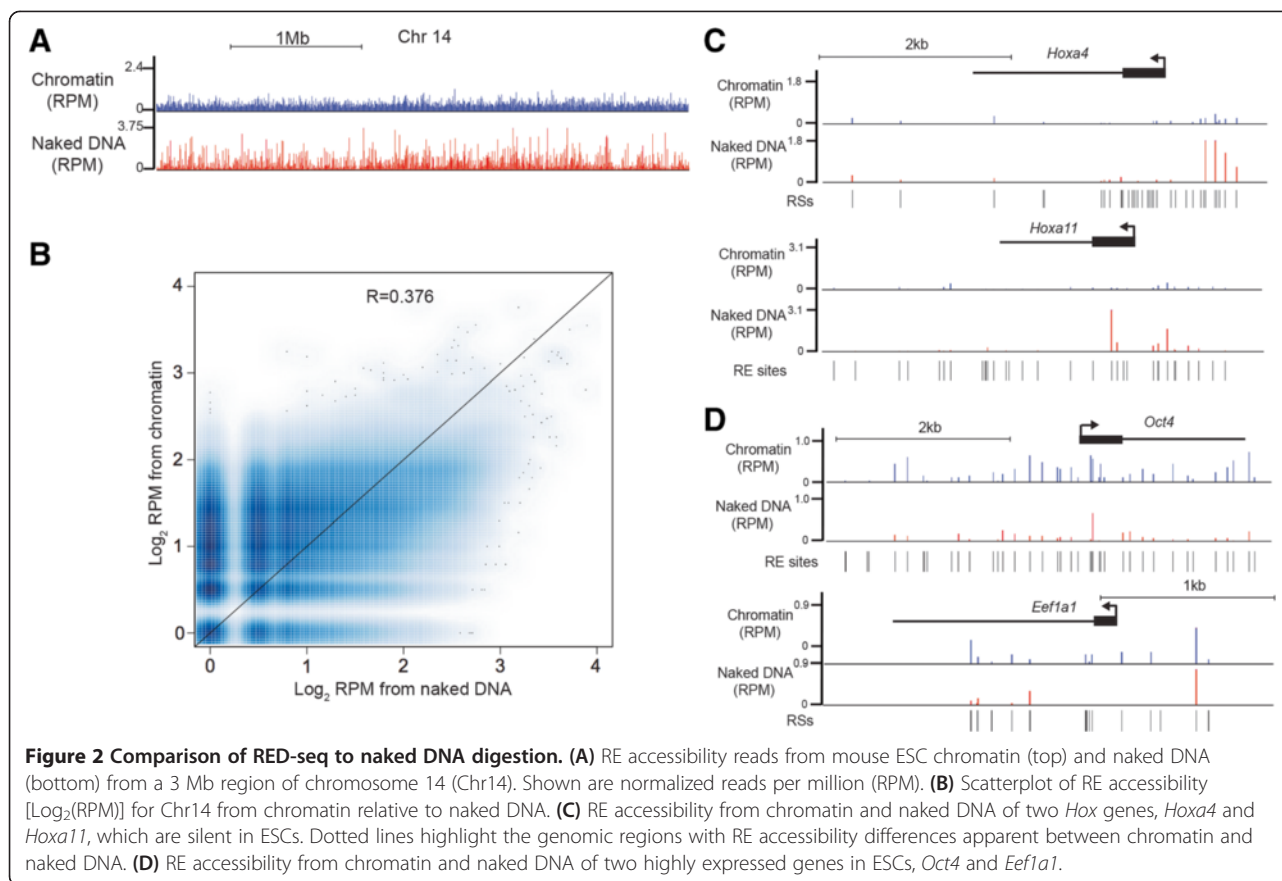 A
1Mb
Chr 14
Chromatin
(RPM)
2.4
0
Naked DNA
(RPM)
3.75
0
B
R=0.376
Log2 RPM from chromatin
4
3
2
1
0
0 1 2 3 4
Log2 RPM from naked DNA
C
2kb
Hoxa4
Chromatin
(RPM)
1.8
0
Naked DNA
(RPM)
1.8
0
RSs
Hoxa11
Chromatin
(RPM)
3.1
0
Naked DNA
(RPM)
3.1
0
RE sites
D
2kb
Oct4
Chromatin
(RPM)
1.0
0
Naked DNA
(RPM)
1.0
0
RE sites
1kb
Eef1a1
Chromatin
(RPM)
0.9
0
Naked DNA
(RPM)
0.9
0
RSs
Figure 2 Comparison of RED-seq to naked DNA digestion. (A) RE accessibility reads from mouse ESC chromatin (top) and naked DNA
(bottom) from a 3 Mb region of chromosome 14 (Chr14). Shown are normalized reads per million (RPM). (B) Scatterplot of RE accessibility
[Log2(RPM)] for Chr14 from chromatin relative to naked DNA. (C) RE accessibility from chromatin and naked DNA of two Hox genes, Hoxa4 and
Hoxa11, which are silent in ESCs. Dotted lines highlight the genomic regions with RE accessibility differences apparent between chromatin and
naked DNA. (D) RE accessibility from chromatin and naked DNA of two highly expressed genes in ESCs, Oct4 and Eef1a1.